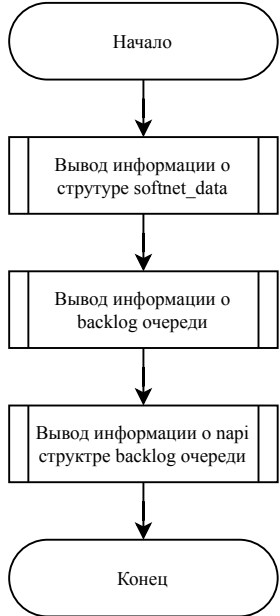 Начало
Вывод информации о
струтуре softnet_data
Вывод информации о
backlog очереди
Вывод информации о napi
структре backlog очереди
Конец